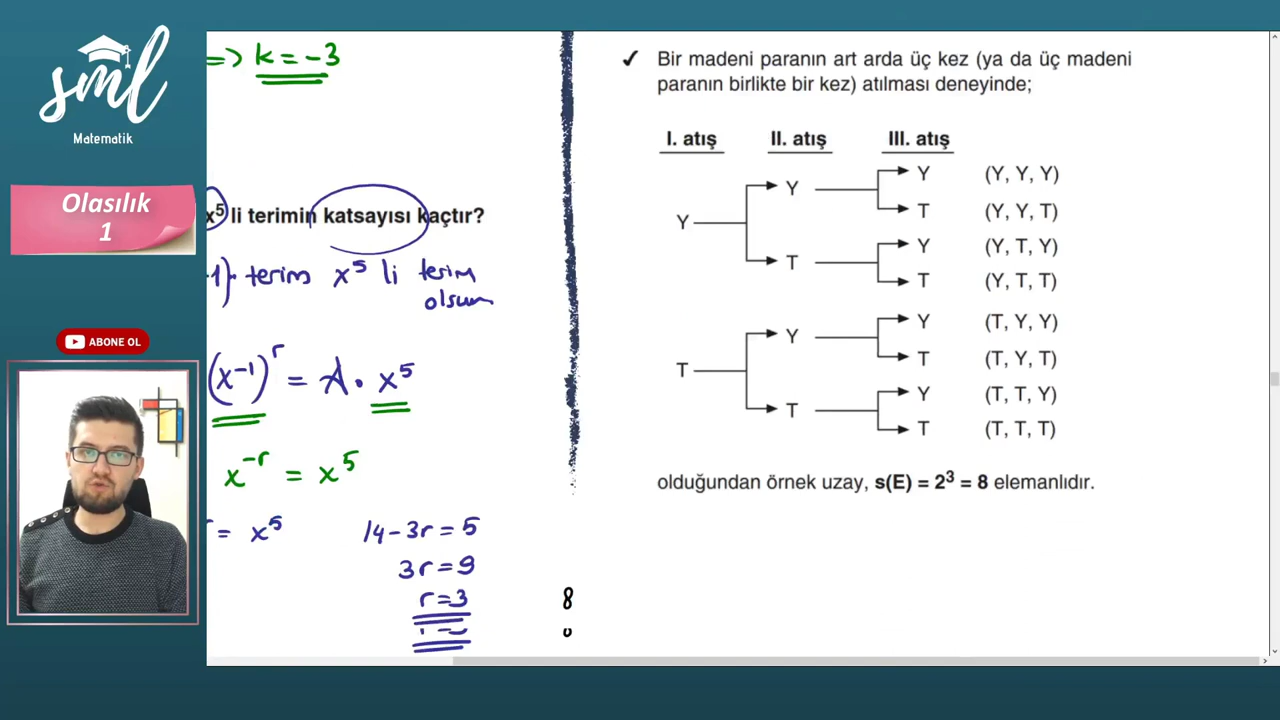 sml
Matematik
Olasılık
1
ABONE OL
=> k = -3
x⁵ li terimin katsayısı kaçtır?
1). terim x⁵ li terim
olsun
(x⁻¹)ʳ = A . x⁵
x⁻ʳ = x⁵
= x⁵
14 - 3r = 5
3r = 9
r = 3
8
✓ Bir madeni paranın art arda üç kez (ya da üç madeni
paranın birlikte bir kez) atılması deneyinde;
I. atış II. atış III. atış
Y (Y, Y, Y)
Y
T (Y, Y, T)
Y
Y (Y, T, Y)
T
T (Y, T, T)
Y (T, Y, Y)
Y
T (T, Y, T)
T
Y (T, T, Y)
T
T (T, T, T)
olduğundan örnek uzay, s(E) = 2³ = 8 elemanlıdır.